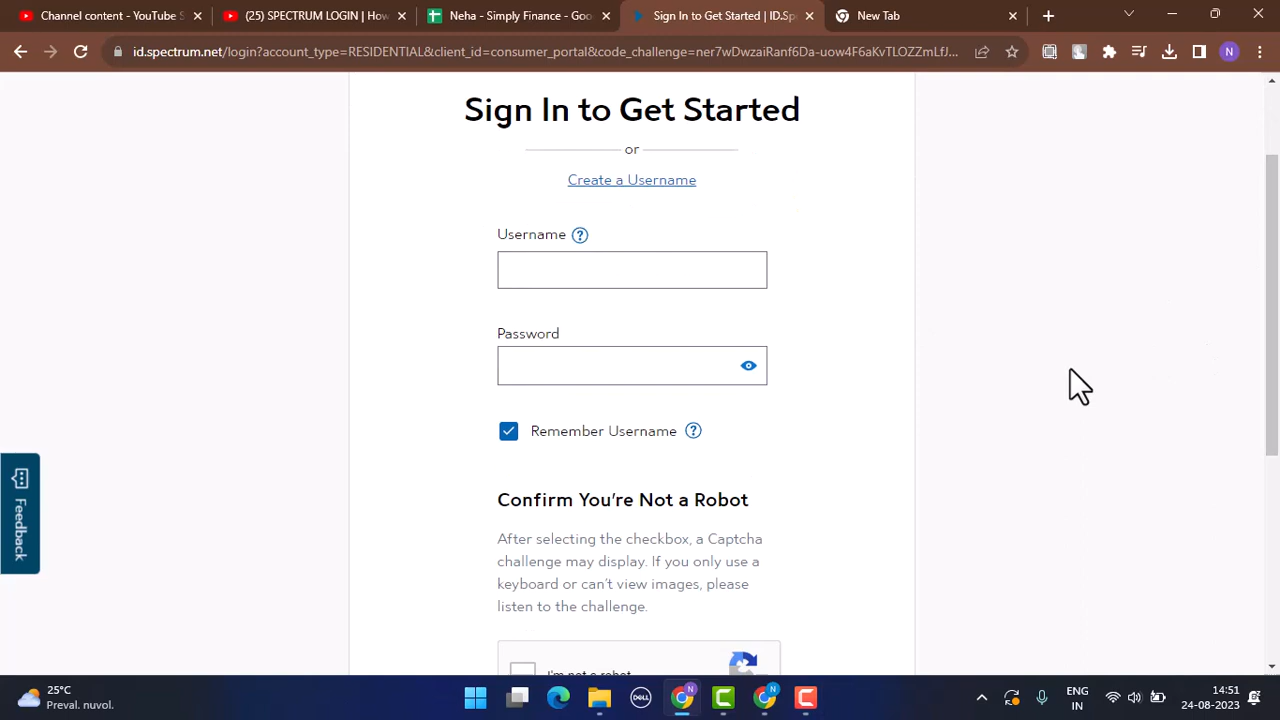 Channel content - YouTube S
(25) SPECTRUM LOGIN | How
Neha - Simply Finance - Goo
Sign In to Get Started | ID.Spe
New Tab
id.spectrum.net/login?account_type=RESIDENTIAL&client_id=consumer_portal&code_challenge=ner7wDwzaiRanf6Da-uow4F6aKvTLOZZmLfJ...
N
Sign In to Get Started
or
Create a Username
Username ?
Password
Remember Username ?
Confirm You're Not a Robot
After selecting the checkbox, a Captcha
challenge may display. If you only use a
keyboard or can't view images, please
listen to the challenge.
I'm not a robot
Feedback
25°C
Preval. nuvol.
DELL
N
N
ENG
IN
14:51
24-08-2023